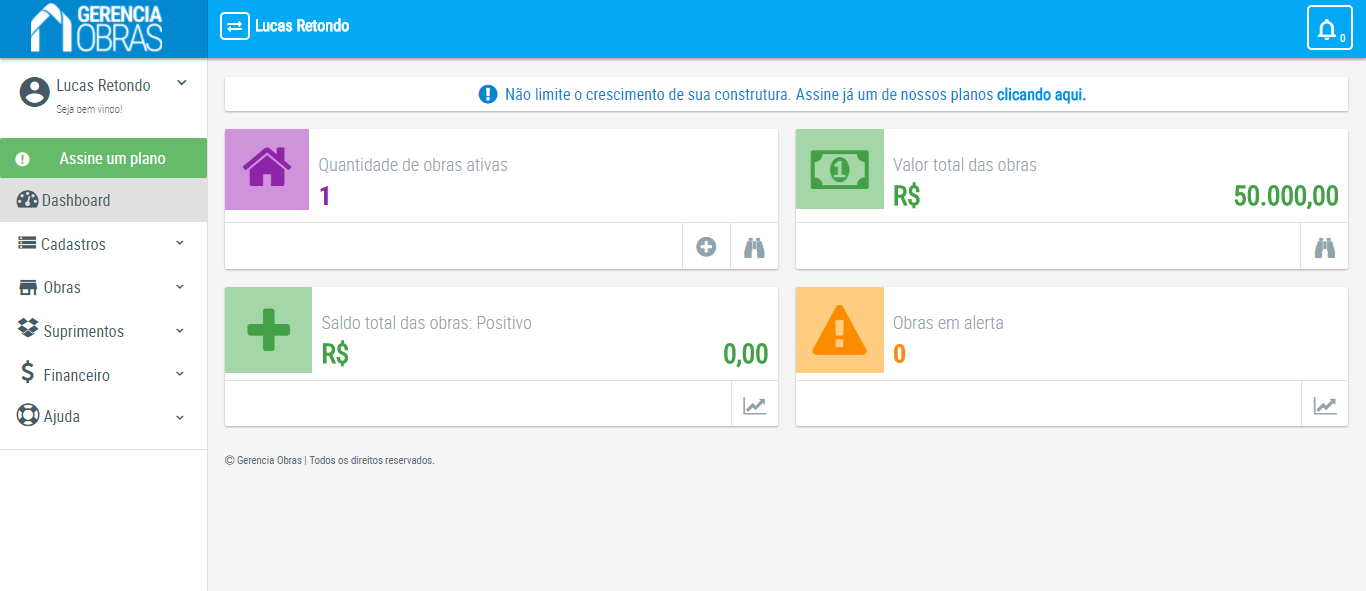 GERENCIA
OBRAS
Lucas Retondo
0
Lucas Retondo
Seja bem vindo!
Assine um plano
Dashboard
Cadastros
Obras
Suprimentos
Financeiro
Ajuda
Não limite o crescimento de sua construtura. Assine já um de nossos planos clicando aqui.
Quantidade de obras ativas
1
Valor total das obras
R$ 50.000,00
Saldo total das obras: Positivo
R$ 0,00
Obras em alerta
0
© Gerencia Obras | Todos os direitos reservados.